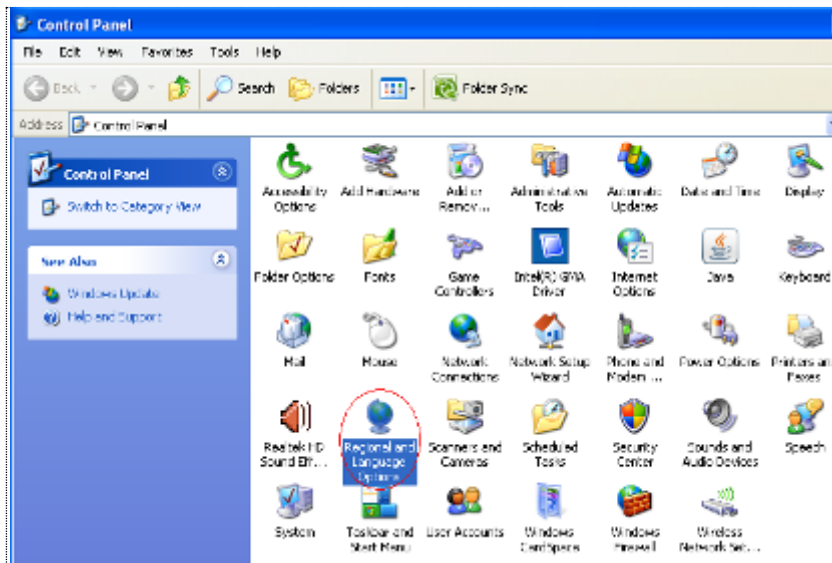 Control Panel
File Edit View Favorites Tools Help
Back Search Folders Folder Sync
Address Control Panel
Control Panel
Switch to Category View
See Also
Windows Update
Help and Support
Accessibility Options
Add Hardware
Add or Remov...
Administrative Tools
Automatic Updates
Date and Time
Display
Folder Options
Fonts
Game Controllers
Intel(R) GMA Driver
Internet Options
Java
Keyboard
Mail
Mouse
Network Connections
Network Setup Wizard
Phone and Modem ...
Power Options
Printers an
Faxes
Realtek HD Sound Eff...
Regional and Language Options
Scanners and Cameras
Scheduled Tasks
Security Center
Sounds and Audio Devices
Speech
System
Taskbar and Start Menu
User Accounts
Windows CardSpace
Windows Firewall
Wireless Network Set...